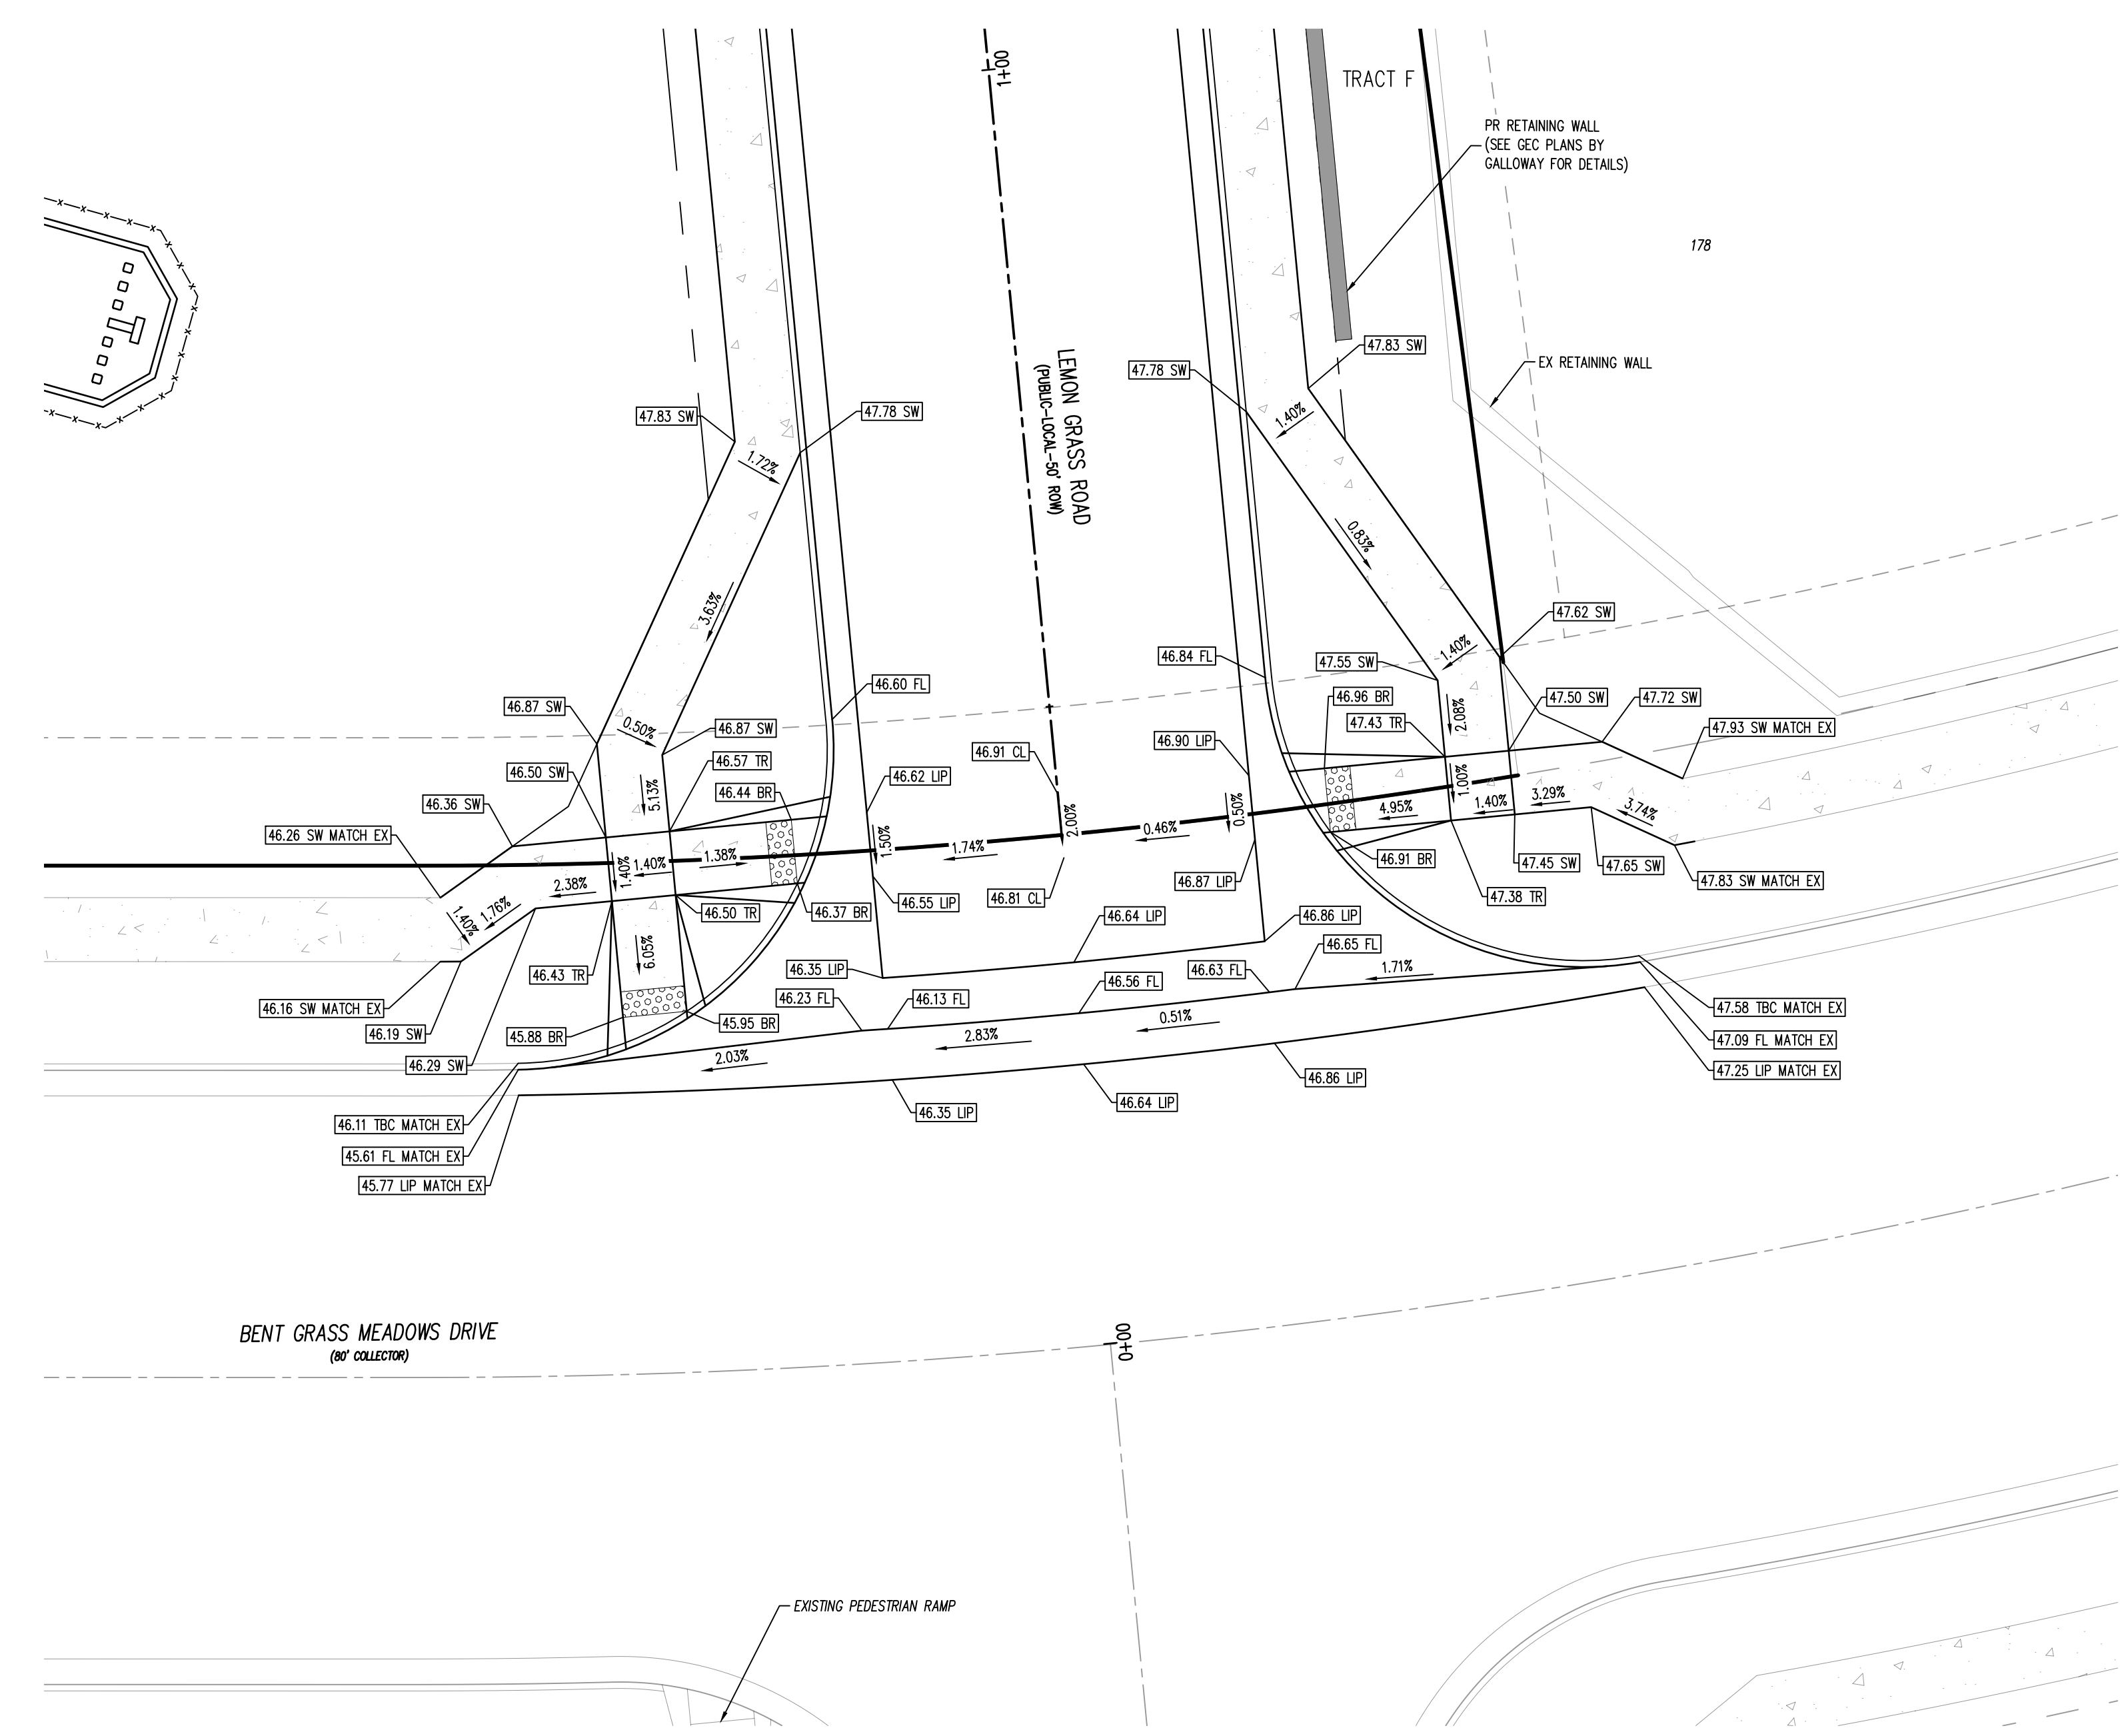 1+00
TRACT F
PR RETAINING WALL
(SEE GEC PLANS BY
GALLOWAY FOR DETAILS)
178
47.83 SW
47.78 SW
EX RETAINING WALL
LEMON GRASS ROAD
(PUBLIC-LOCAL-50' ROW)
47.83 SW
47.78 SW
1.40%
1.72%
0.83%
3.63%
47.62 SW
1.40%
46.84 FL
47.55 SW
46.60 FL
46.96 BR
47.50 SW
47.72 SW
46.87 SW
0.50%
46.87 SW
47.43 TR
2.08%
47.93 SW MATCH EX
46.90 LIP
46.91 CL
46.57 TR
46.50 SW
46.62 LIP
1.00%
5.13%
46.44 BR
3.29%
46.36 SW
4.95%
1.40%
3.74%
0.50%
2.00%
46.26 SW MATCH EX
0.46%
1.50%
1.74%
1.38%
1.40%
1.40%
46.91 BR
47.45 SW
47.65 SW
2.38%
46.87 LIP
47.83 SW MATCH EX
46.81 CL
47.38 TR
46.55 LIP
1.76%
1.40%
46.50 TR
46.37 BR
46.64 LIP
46.86 LIP
6.05%
46.65 FL
46.43 TR
46.35 LIP
46.63 FL
1.71%
46.56 FL
46.23 FL
46.13 FL
46.16 SW MATCH EX
47.58 TBC MATCH EX
46.19 SW
45.88 BR
45.95 BR
0.51%
2.83%
47.09 FL MATCH EX
2.03%
46.29 SW
47.25 LIP MATCH EX
46.86 LIP
46.64 LIP
46.35 LIP
46.11 TBC MATCH EX
45.61 FL MATCH EX
45.77 LIP MATCH EX
BENT GRASS MEADOWS DRIVE
(80' COLLECTOR)
0+00
EXISTING PEDESTRIAN RAMP